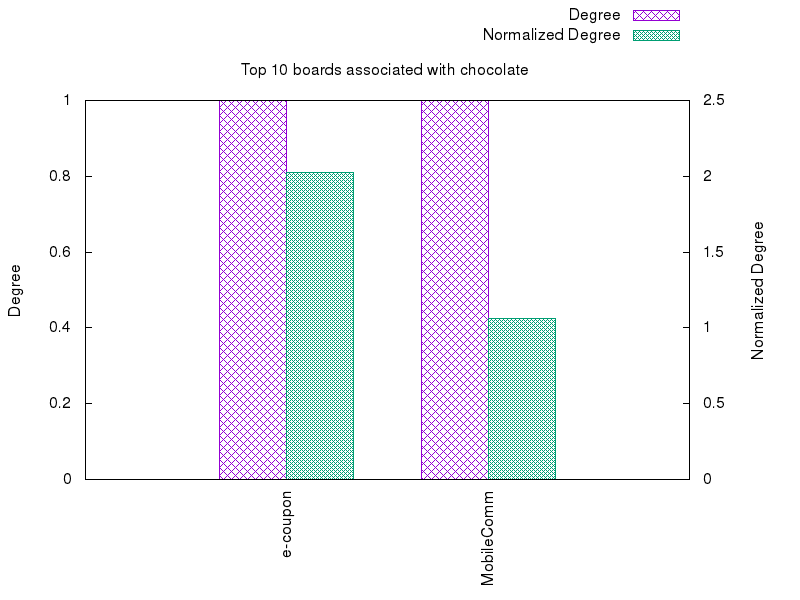 Degree
Normalized Degree
Top 10 boards associated with chocolate
1
0.8
0.6
0.4
0.2
0
2.5
2
1.5
1
0.5
0
Degree
Normalized Degree
e-coupon
MobileComm